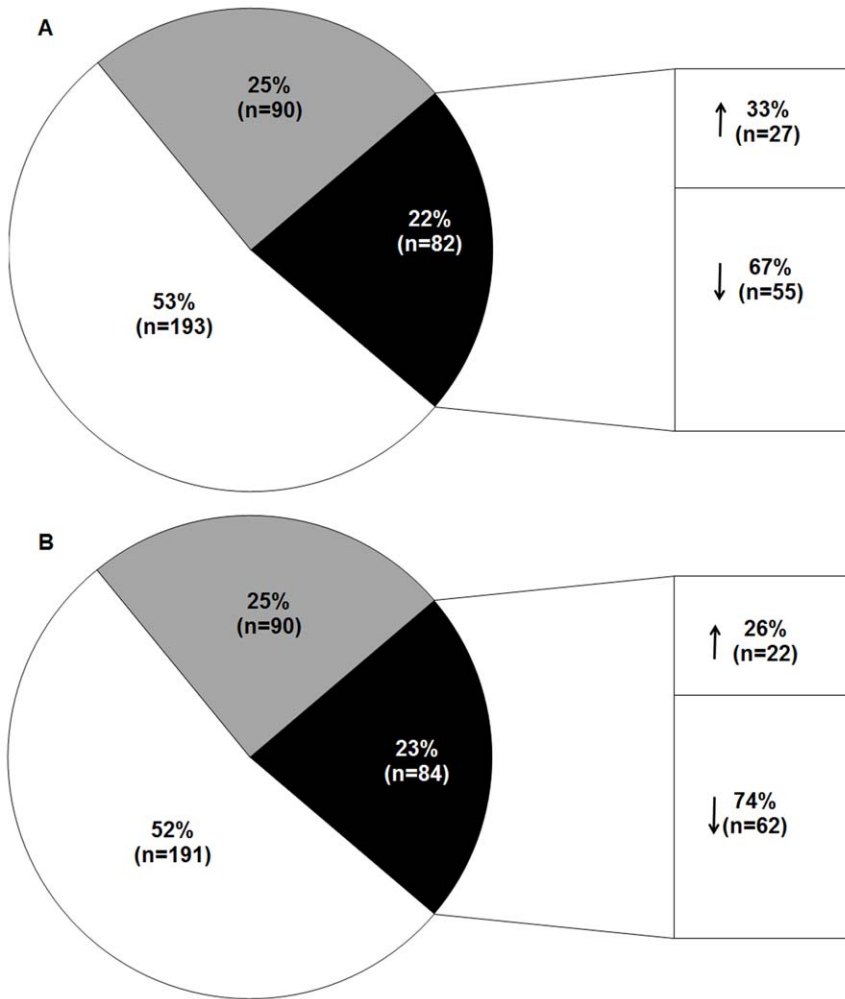 A
25%
(n=90)
22%
(n=82)
53%
(n=193)
↑ 33%
(n=27)
↓ 67%
(n=55)
B
25%
(n=90)
23%
(n=84)
52%
(n=191)
↑ 26%
(n=22)
↓ 74%
(n=62)